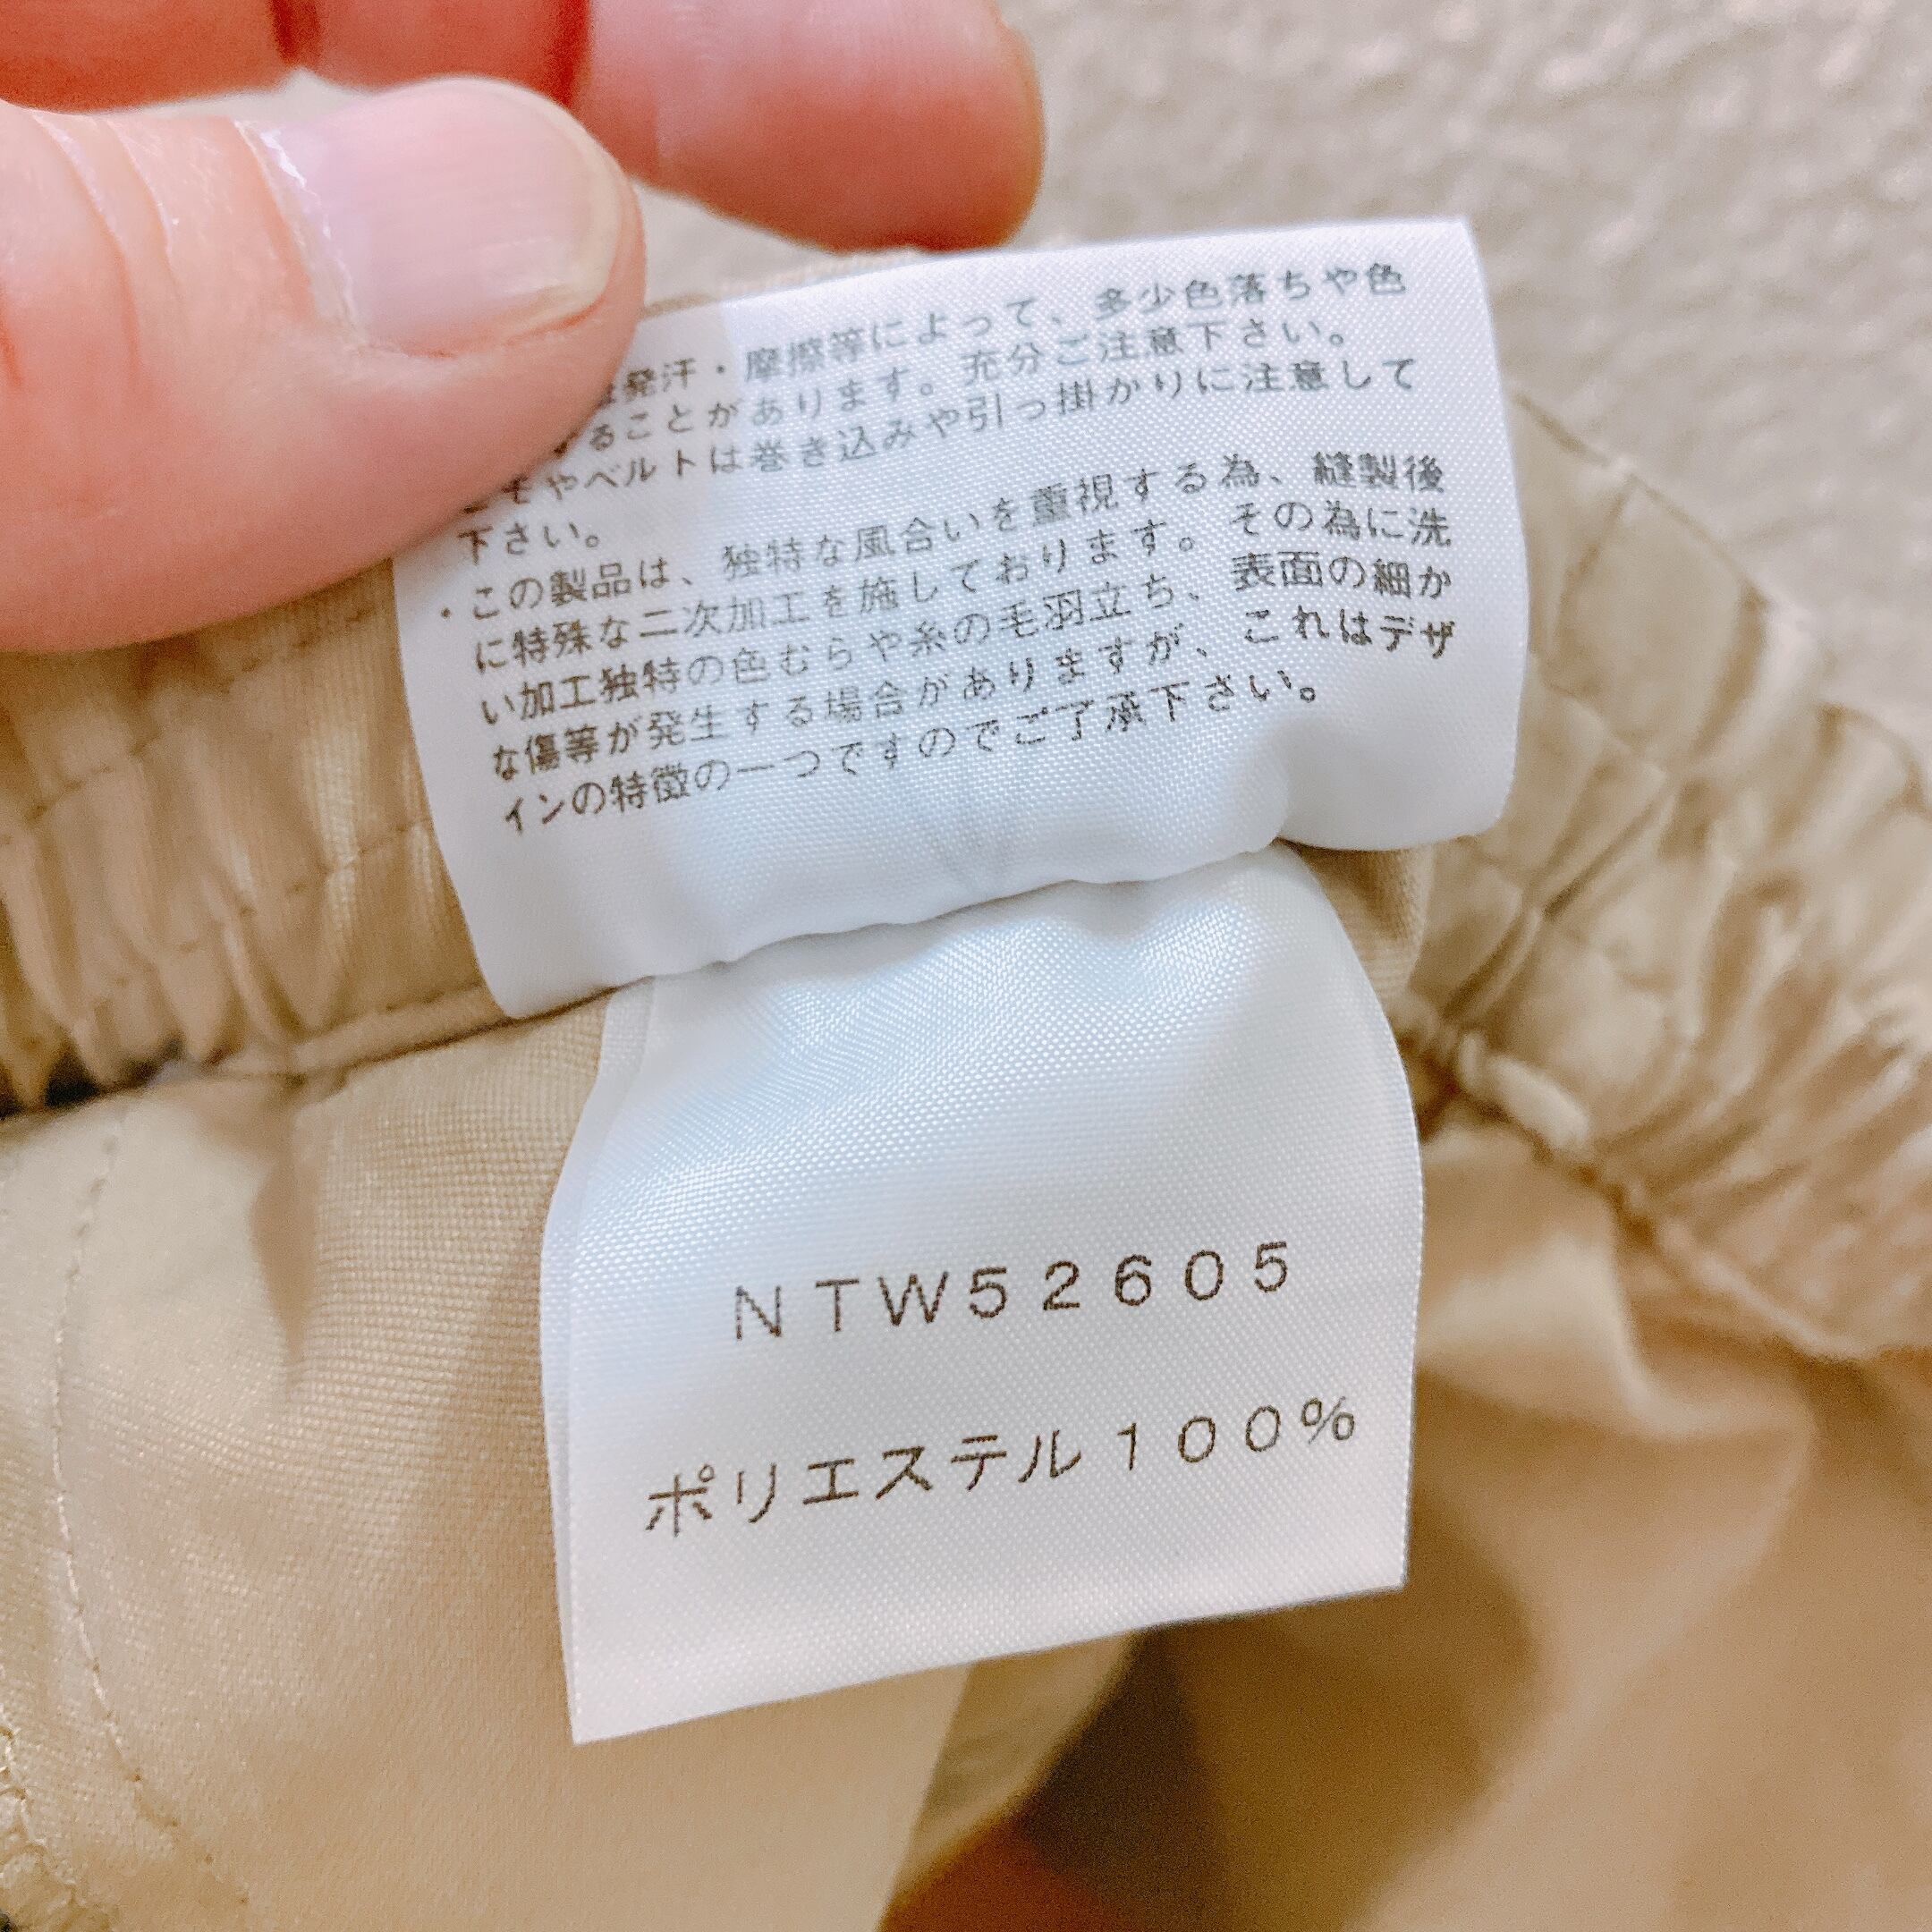 発汗・摩擦等によって、多少色落ちや色
ることがあります。充分ご注意下さい。
やベルトは巻き込みや引っ掛かりに注意して
下さい。
・この製品は、独特な風合いを重視する為、縫製後
に特殊な二次加工を施しております。その為に洗
い加工独特の色むらや糸の毛羽立ち、表面の細か
な傷等が発生する場合がありますが、これはデザ
インの特徴の一つですのでご了承下さい。
NTW52605
ポリエステル100%